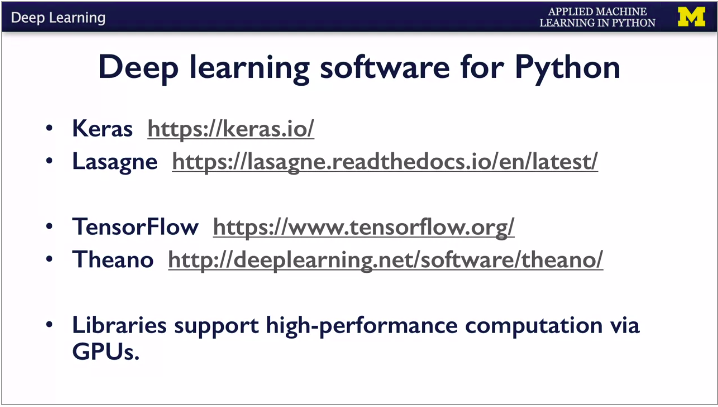 Deep Learning
APPLIED MACHINE
LEARNING IN PYTHON
M
Deep learning software for Python
• Keras https://keras.io/
• Lasagne https://lasagne.readthedocs.io/en/latest/
• TensorFlow https://www.tensorflow.org/
• Theano http://deeplearning.net/software/theano/
• Libraries support high-performance computation via
GPUs.